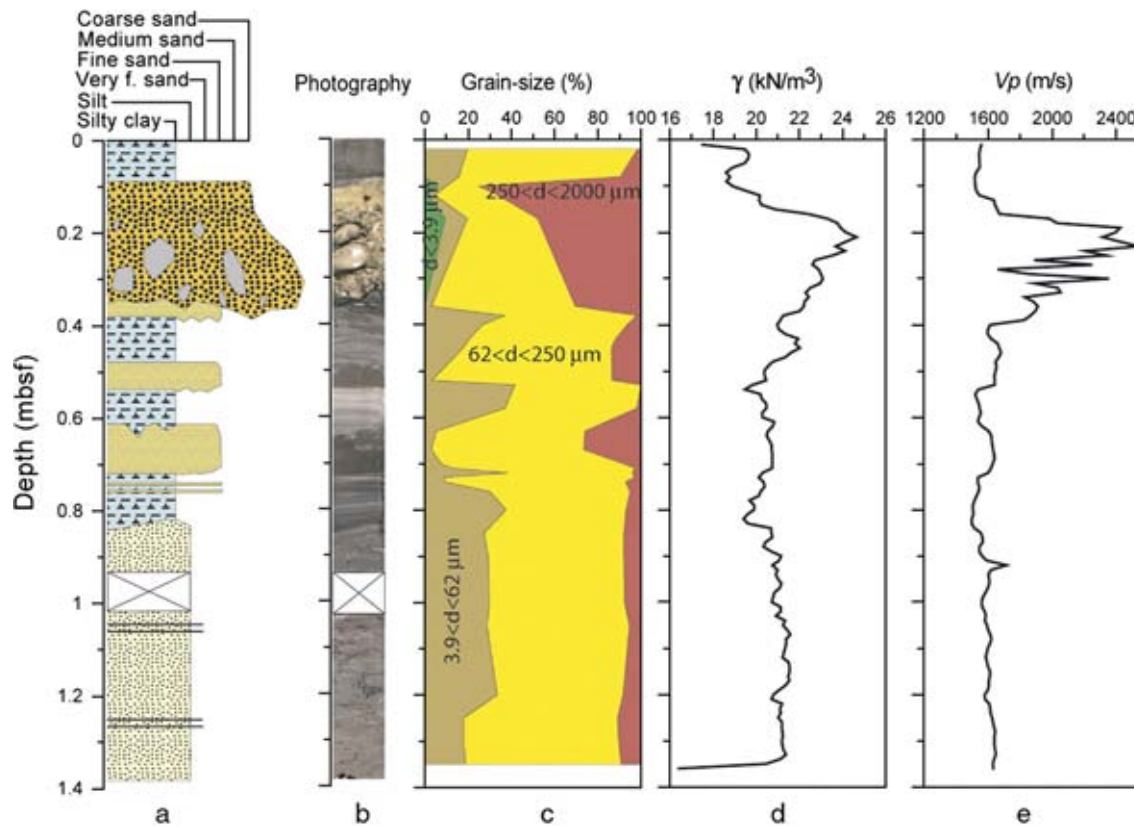 Coarse sand
Medium sand
Fine sand
Very f. sand
Silt
Silty clay
Photography
Grain-size (%)
γ (kN/m3)
Vp (m/s)
0 20 40 60 80 100
16 18 20 22 24 26
1200 1600 2000 2400
0
0.2
0.4
0.6
0.8
1
1.2
1.4
Depth (mbsf)
d<3.9 μm
250<d<2000 μm
62<d<250 μm
3.9<d<62 μm
a b c d e